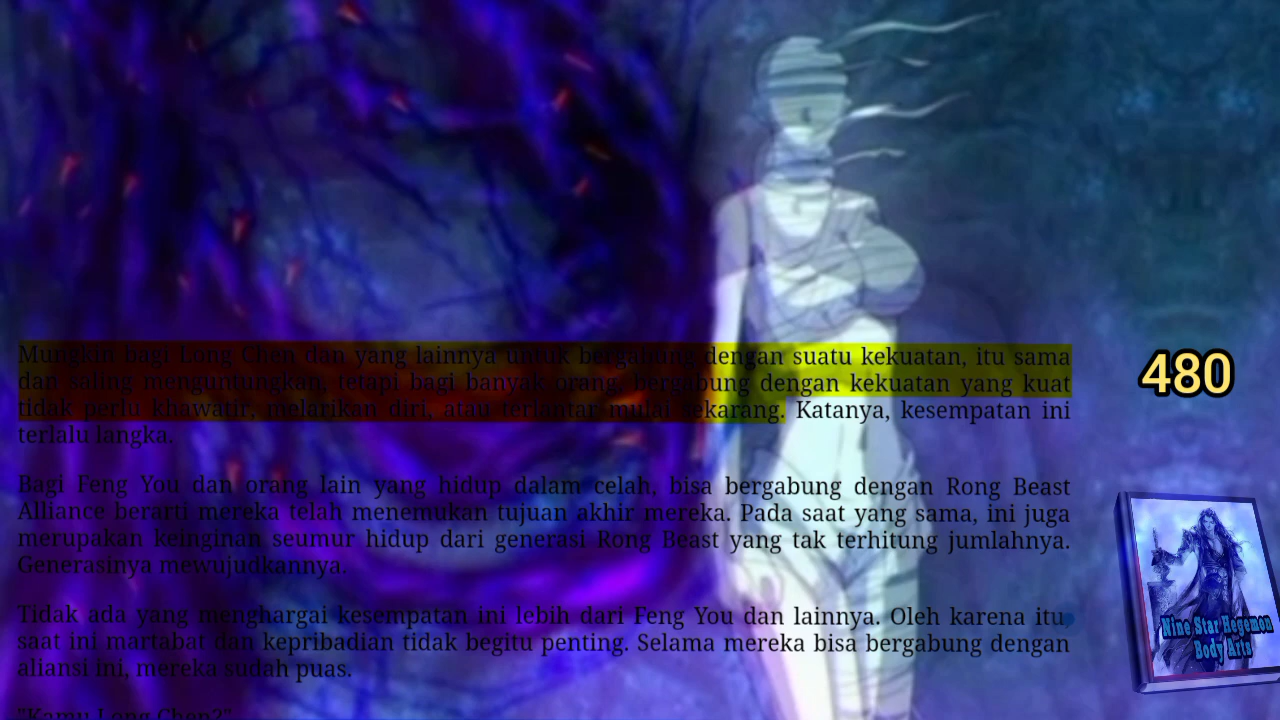 Mungkin bagi Long Chen dan yang lainnya untuk bergabung dengan suatu kekuatan, itu sama
dan saling menguntungkan, tetapi bagi banyak orang, bergabung dengan kekuatan yang kuat
tidak perlu khawatir, melarikan diri, atau terlantar mulai sekarang. Katanya, kesempatan ini
terlalu langka.
Bagi Feng You dan orang lain yang hidup dalam celah, bisa bergabung dengan Rong Beast
Alliance berarti mereka telah menemukan tujuan akhir mereka. Pada saat yang sama, ini juga
merupakan keinginan seumur hidup dari generasi Rong Beast yang tak terhitung jumlahnya.
Generasinya mewujudkannya.
Tidak ada yang menghargai kesempatan ini lebih dari Feng You dan lainnya. Oleh karena itu,
saat ini martabat dan kepribadian tidak begitu penting. Selama mereka bisa bergabung dengan
aliansi ini, mereka sudah puas.
"Kamu Long Chen?"
480
Nine Star Hegemon
Body Arts